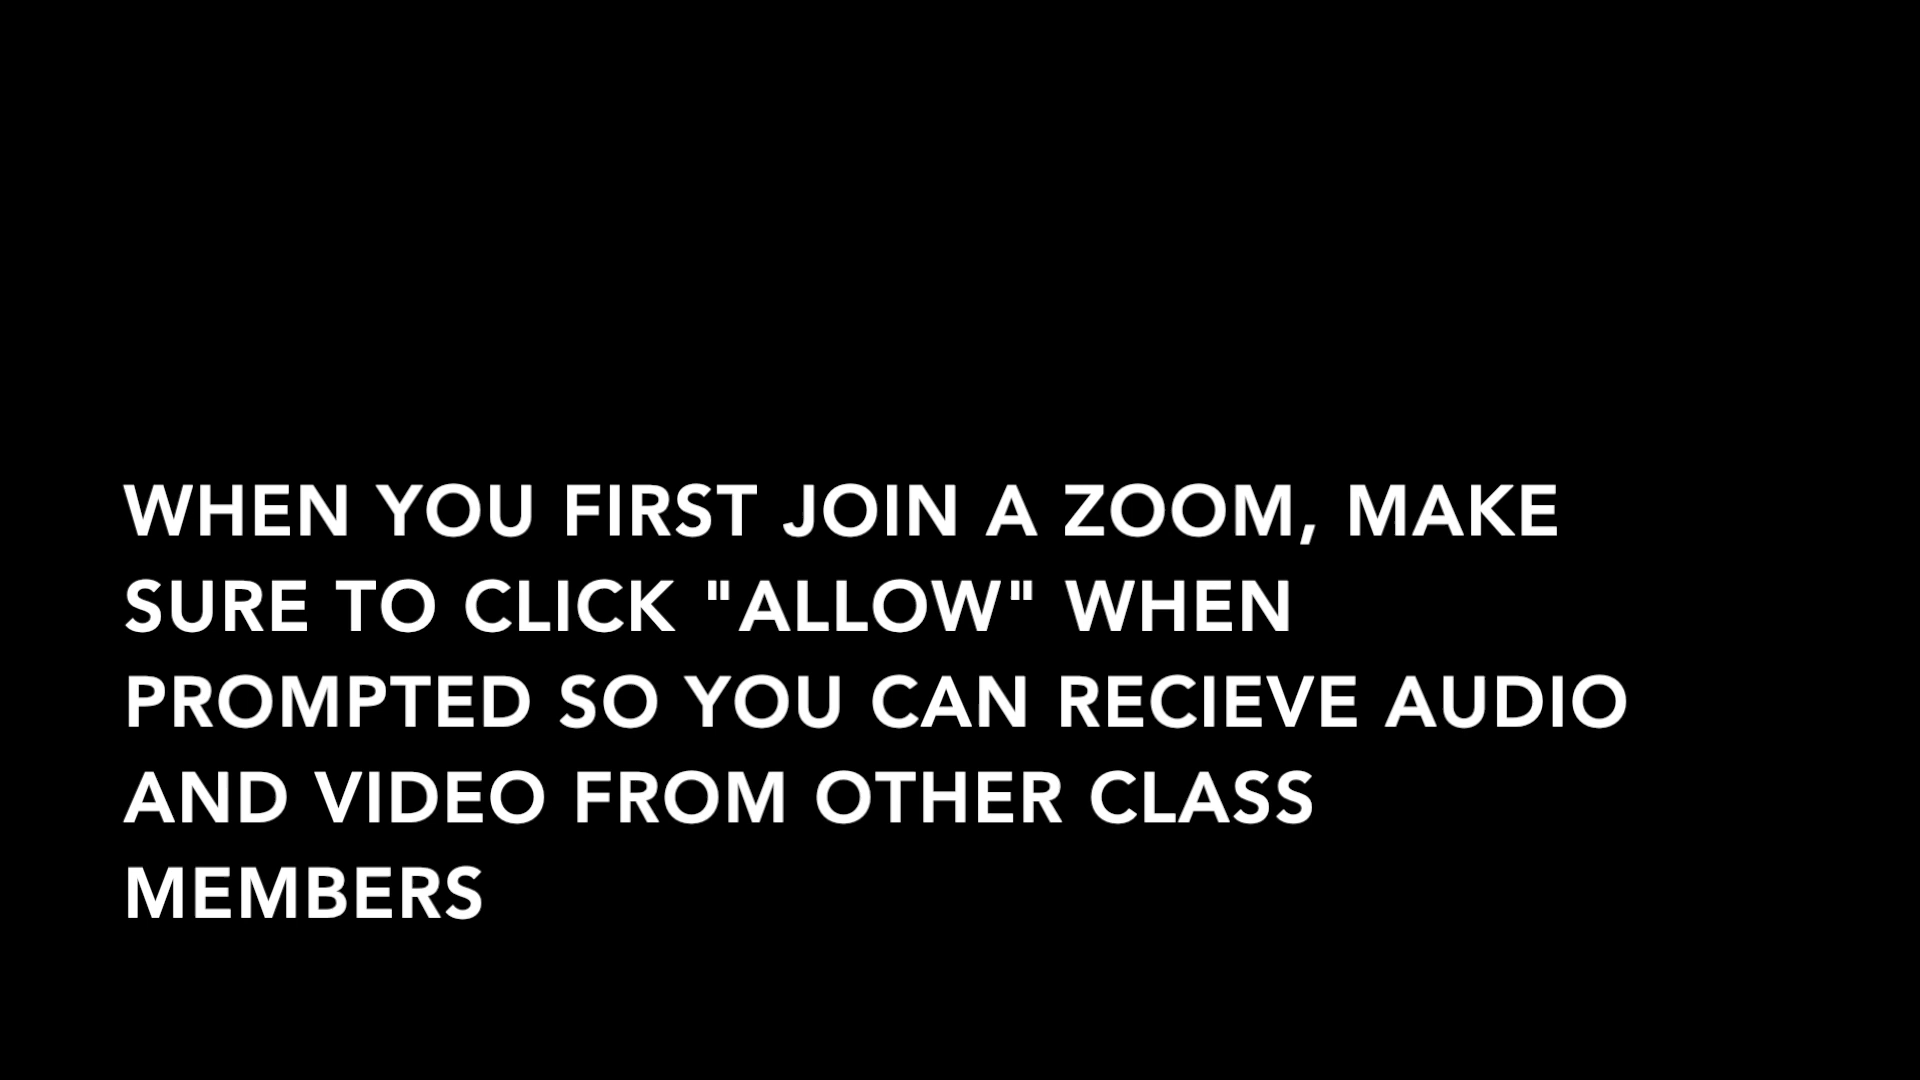 WHEN YOU FIRST JOIN A ZOOM, MAKE
SURE TO CLICK "ALLOW" WHEN
PROMPTED SO YOU CAN RECIEVE AUDIO
AND VIDEO FROM OTHER CLASS
MEMBERS